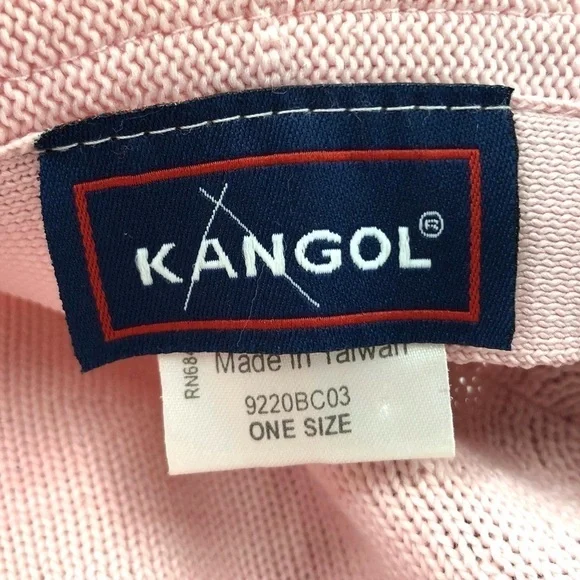 KANGOL®
Made in Taiwan
9220BC03
ONE SIZE
RN68